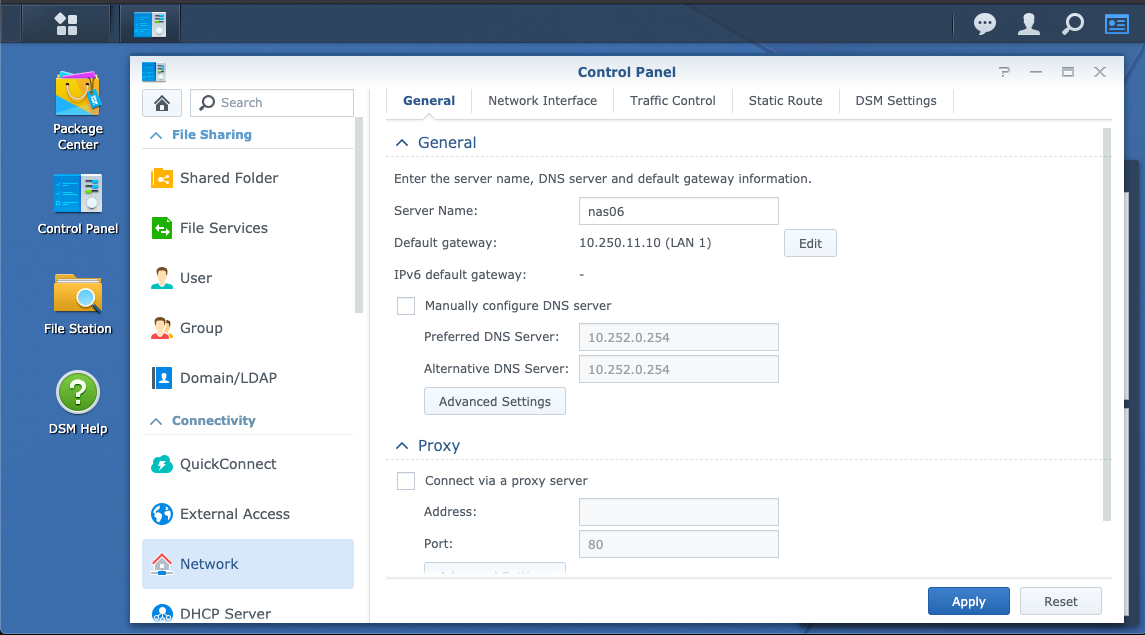 Control Panel
Package
Center
Control Panel
File Station
?
DSM Help
Search
File Sharing
Shared Folder
File Services
User
Group
Domain/LDAP
Connectivity
QuickConnect
External Access
Network
DHCP Server
General
Network Interface
Traffic Control
Static Route
DSM Settings
General
Enter the server name, DNS server and default gateway information.
Server Name: nas06
Default gateway: 10.250.11.10 (LAN 1) Edit
IPv6 default gateway: -
Manually configure DNS server
Preferred DNS Server: 10.252.0.254
Alternative DNS Server: 10.252.0.254
Advanced Settings
Proxy
Connect via a proxy server
Address:
Port: 80
Apply Reset